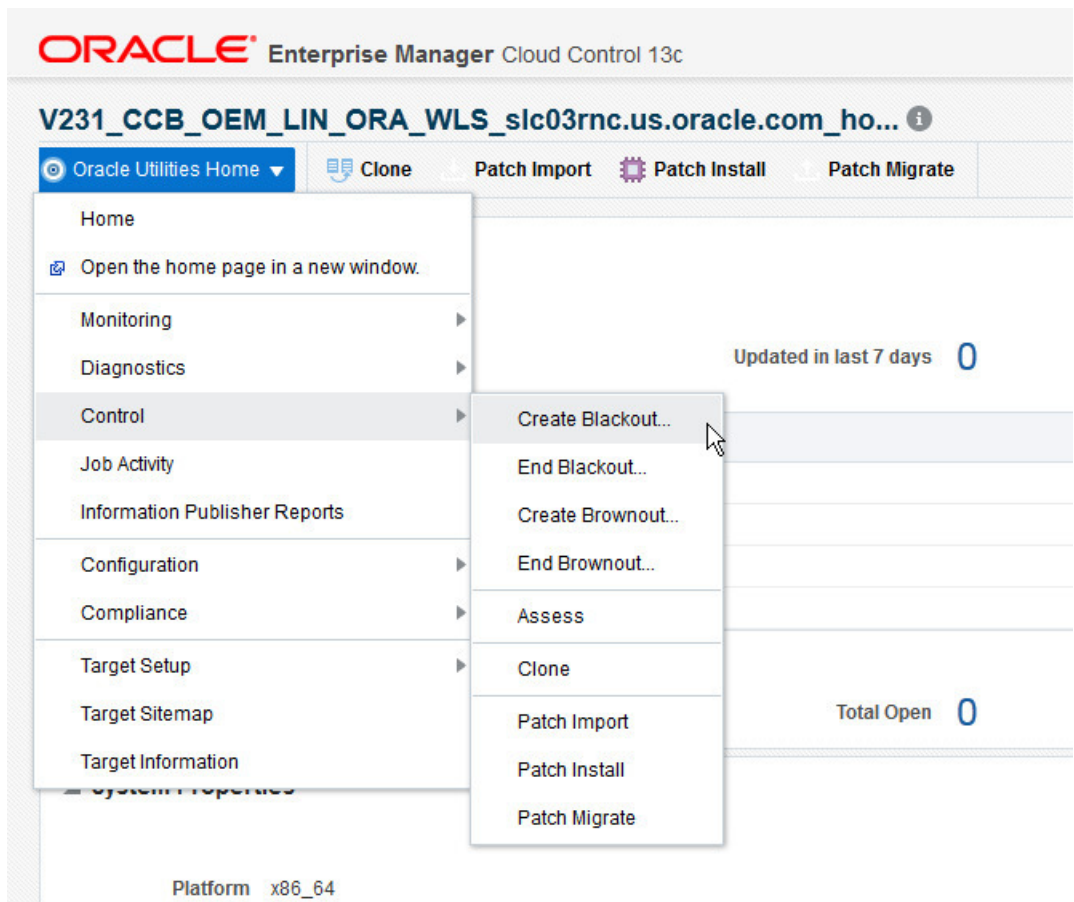 ORACLE® Enterprise Manager Cloud Control 13c
V231_CCB_OEM_LIN_ORA_WLS_slc03rnc.us.oracle.com_ho...
Oracle Utilities Home
Clone
Patch Import
Patch Install
Patch Migrate
Home
Open the home page in a new window.
Monitoring
Diagnostics
Control
Job Activity
Information Publisher Reports
Configuration
Compliance
Target Setup
Target Sitemap
Target Information
Create Blackout...
End Blackout...
Create Brownout...
End Brownout...
Assess
Clone
Patch Import
Patch Install
Patch Migrate
Updated in last 7 days 0
Total Open 0
System Properties
Platform x86_64